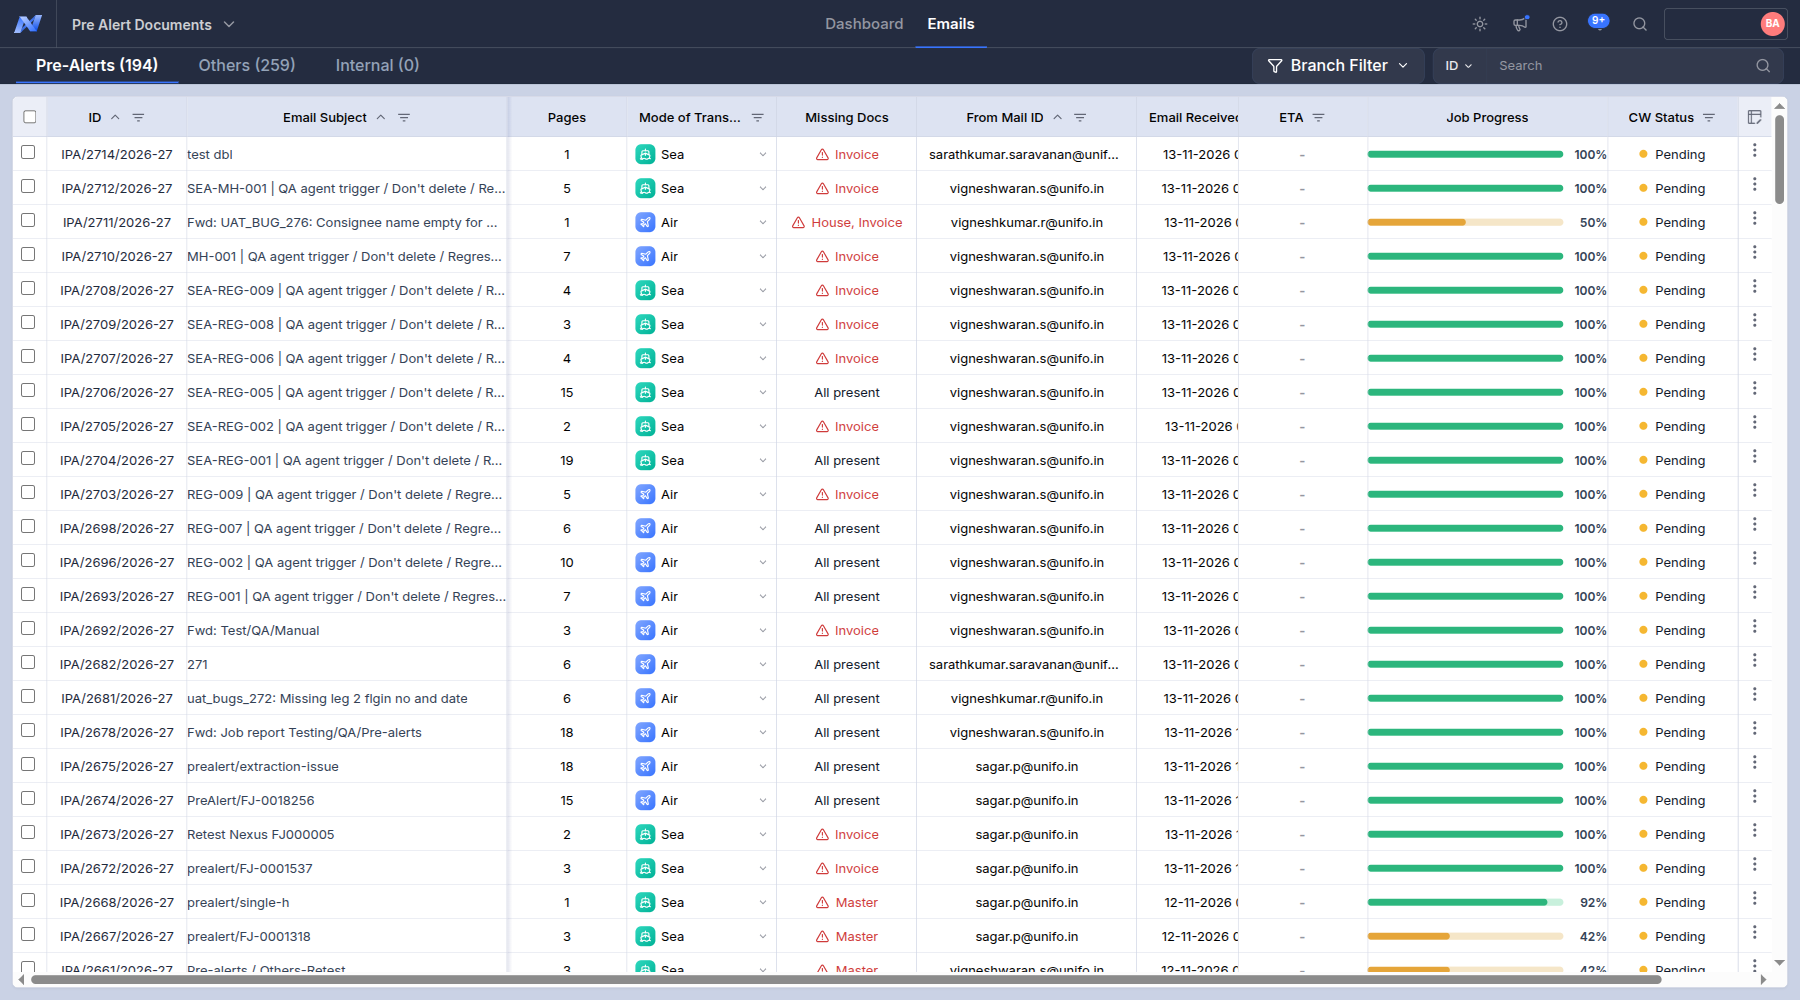 Pre Alert Documents Dashboard Emails 9+ BA
Pre-Alerts (194) Others (259) Internal (0) Branch Filter ID Search
ID Email Subject Pages Mode of Trans... Missing Docs From Mail ID Email Received ETA Job Progress CW Status
IPA/2714/2026-27 test dbl 1 Sea Invoice sarathkumar.saravanan@unif... 13-11-2026 - 100% Pending
IPA/2712/2026-27 SEA-MH-001 | QA agent trigger / Don't delete / Re... 5 Sea Invoice vigneshwaran.s@unifo.in 13-11-2026 - 100% Pending
IPA/2711/2026-27 Fwd: UAT_BUG_276: Consignee name empty for ... 1 Air House, Invoice vigneshkumar.r@unifo.in 13-11-2026 - 50% Pending
IPA/2710/2026-27 MH-001 | QA agent trigger / Don't delete / Regres... 7 Air Invoice vigneshwaran.s@unifo.in 13-11-2026 - 100% Pending
IPA/2708/2026-27 SEA-REG-009 | QA agent trigger / Don't delete / R... 4 Sea Invoice vigneshwaran.s@unifo.in 13-11-2026 - 100% Pending
IPA/2709/2026-27 SEA-REG-008 | QA agent trigger / Don't delete / R... 3 Sea Invoice vigneshwaran.s@unifo.in 13-11-2026 - 100% Pending
IPA/2707/2026-27 SEA-REG-006 | QA agent trigger / Don't delete / R... 4 Sea Invoice vigneshwaran.s@unifo.in 13-11-2026 - 100% Pending
IPA/2706/2026-27 SEA-REG-005 | QA agent trigger / Don't delete / R... 15 Sea All present vigneshwaran.s@unifo.in 13-11-2026 - 100% Pending
IPA/2705/2026-27 SEA-REG-002 | QA agent trigger / Don't delete / R... 2 Sea Invoice vigneshwaran.s@unifo.in 13-11-2026 - 100% Pending
IPA/2704/2026-27 SEA-REG-001 | QA agent trigger / Don't delete / R... 19 Sea All present vigneshwaran.s@unifo.in 13-11-2026 - 100% Pending
IPA/2703/2026-27 REG-009 | QA agent trigger / Don't delete / Regre... 5 Air Invoice vigneshwaran.s@unifo.in 13-11-2026 - 100% Pending
IPA/2698/2026-27 REG-007 | QA agent trigger / Don't delete / Regre... 6 Air All present vigneshwaran.s@unifo.in 13-11-2026 - 100% Pending
IPA/2696/2026-27 REG-002 | QA agent trigger / Don't delete / Regre... 10 Air All present vigneshwaran.s@unifo.in 13-11-2026 - 100% Pending
IPA/2693/2026-27 REG-001 | QA agent trigger / Don't delete / Regres... 7 Air All present vigneshwaran.s@unifo.in 13-11-2026 - 100% Pending
IPA/2692/2026-27 Fwd: Test/QA/Manual 3 Air Invoice vigneshwaran.s@unifo.in 13-11-2026 - 100% Pending
IPA/2682/2026-27 271 6 Air All present sarathkumar.saravanan@unif... 13-11-2026 - 100% Pending
IPA/2681/2026-27 uat_bugs_272: Missing leg 2 flgin no and date 6 Air All present vigneshkumar.r@unifo.in 13-11-2026 - 100% Pending
IPA/2678/2026-27 Fwd: Job report Testing/QA/Pre-alerts 18 Air All present vigneshwaran.s@unifo.in 13-11-2026 - 100% Pending
IPA/2675/2026-27 prealert/extraction-issue 18 Air All present sagar.p@unifo.in 13-11-2026 - 100% Pending
IPA/2674/2026-27 PreAlert/FJ-0018256 15 Air All present sagar.p@unifo.in 13-11-2026 - 100% Pending
IPA/2673/2026-27 Retest Nexus FJ000005 2 Sea Invoice sagar.p@unifo.in 13-11-2026 - 100% Pending
IPA/2672/2026-27 prealert/FJ-0001537 3 Sea Invoice sagar.p@unifo.in 13-11-2026 - 100% Pending
IPA/2668/2026-27 prealert/single-h 1 Sea Master sagar.p@unifo.in 12-11-2026 - 92% Pending
IPA/2667/2026-27 prealert/FJ-0001318 3 Sea Master sagar.p@unifo.in 12-11-2026 - 42% Pending
IPA/2661/2026-27 Pre-alerts / Others-Retest 3 Sea Master vigneshwaran.s@unifo.in 12-11-2026 - 42% Pending